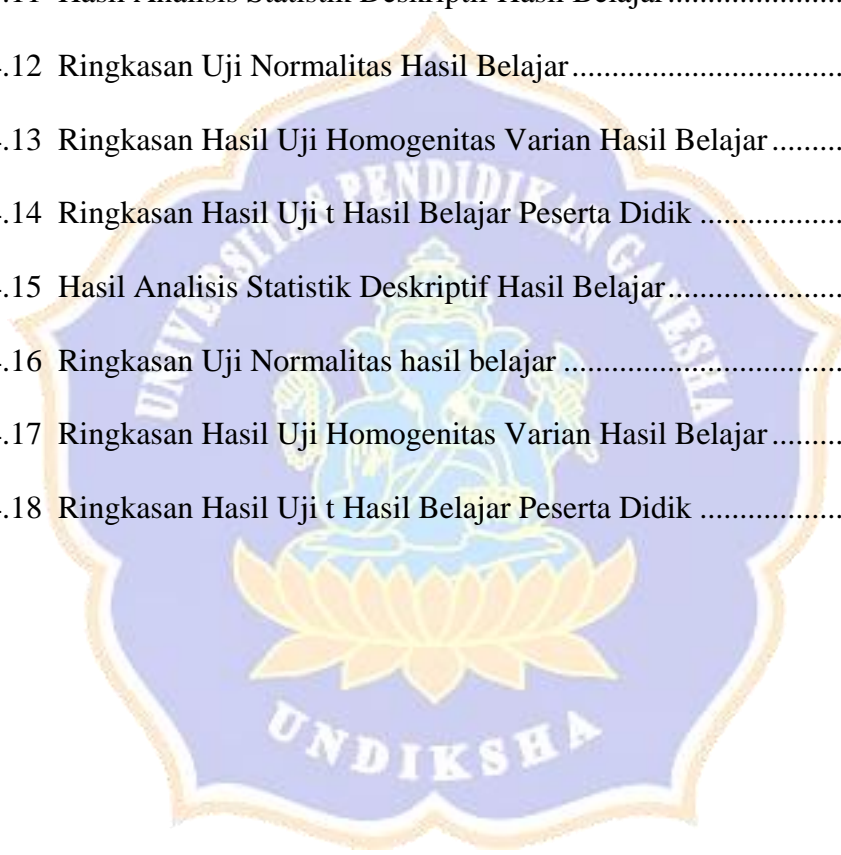 .11 Hasil Analisis Statistik Deskriptif Hasil Belajar......................
.12 Ringkasan Uji Normalitas Hasil Belajar..................................
.13 Ringkasan Hasil Uji Homogenitas Varian Hasil Belajar.........
.14 Ringkasan Hasil Uji t Hasil Belajar Peserta Didik ..................
.15 Hasil Analisis Statistik Deskriptif Hasil Belajar......................
.16 Ringkasan Uji Normalitas hasil belajar ...................................
.17 Ringkasan Hasil Uji Homogenitas Varian Hasil Belajar.........
.18 Ringkasan Hasil Uji t Hasil Belajar Peserta Didik ..................
UNIVERSITAS PENDIDIKAN GANESHA
UNDIKSHA